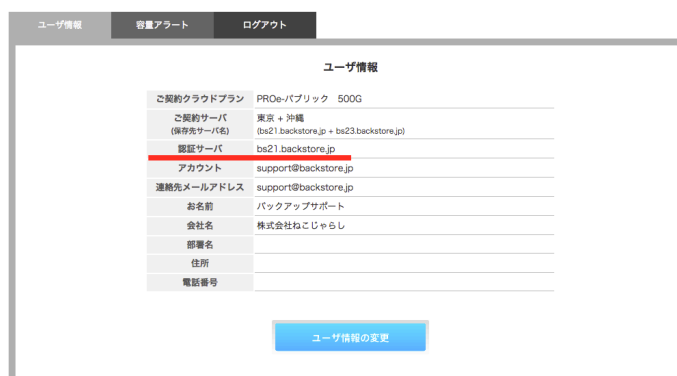 ユーザ情報 容量アラート ログアウト
ユーザ情報
ご契約クラウドプラン PROe-パブリック 500G
ご契約サーバ 東京 + 沖縄
(保存先サーバ名) (bs21.backstore.jp + bs23.backstore.jp)
認証サーバ bs21.backstore.jp
アカウント support@backstore.jp
連絡先メールアドレス support@backstore.jp
お名前 バックアップサポート
会社名 株式会社ねこじゃらし
部署名
住所
電話番号
ユーザ情報の変更